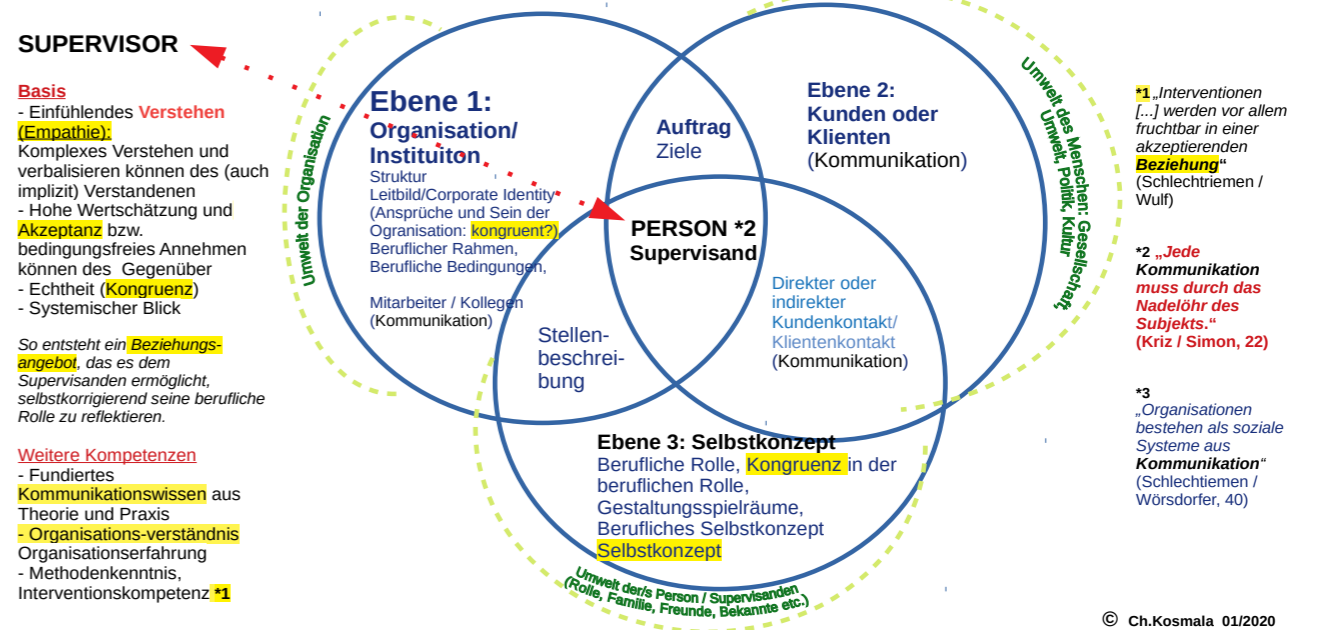 SUPERVISOR
Basis
- Einfühlendes Verstehen
(Empathie):
Komplexes Verstehen und
verbalisieren können des (auch
implizit) Verstandenen
- Hohe Wertschätzung und
Akzeptanz bzw.
bedingungsfreies Annehmen
können des Gegenüber
- Echtheit (Kongruenz)
- Systemischer Blick
So entsteht ein Beziehungs-
angebot, das es dem
Supervisanden ermöglicht,
selbstkorrigierend seine berufliche
Rolle zu reflektieren.
Weitere Kompetenzen
- Fundiertes
Kommunikationswissen aus
Theorie und Praxis
- Organisations-verständnis
Organisationserfahrung
- Methodenkenntnis,
Interventionskompetenz *1
Umwelt der Organisation
Ebene 1:
Organisation/
Instituiton
Struktur
Leitbild/Corporate Identity
(Ansprüche und Sein der
Ogranisation: kongruent?)
Beruflicher Rahmen,
Berufliche Bedingungen,
Mitarbeiter / Kollegen
(Kommunikation)
Auftrag
Ziele
Ebene 2:
Kunden oder
Klienten
(Kommunikation)
Umwelt des Menschen: Gesellschaft,
Umwelt, Politik, Kultur
PERSON *2
Supervisand
Direkter oder
indirekter
Kundenkontakt/
Klientenkontakt
(Kommunikation)
Stellen-
beschrei-
bung
Ebene 3: Selbstkonzept
Berufliche Rolle, Kongruenz in der
beruflichen Rolle,
Gestaltungsspielräume,
Berufliches Selbstkonzept
Selbstkonzept
Umwelt der/s Person / Supervisanden
(Rolle, Familie, Freunde, Bekannte etc.)
*1 „Interventionen
[...] werden vor allem
fruchtbar in einer
akzeptierenden
Beziehung“
(Schlechtriemen /
Wulf)
*2 „Jede
Kommunikation
muss durch das
Nadelöhr des
Subjekts.“
(Kriz / Simon, 22)
*3
„Organisationen
bestehen als soziale
Systeme aus
Kommunikation“
(Schlechtiemen /
Wörsdorfer, 40)
© Ch.Kosmala 01/2020